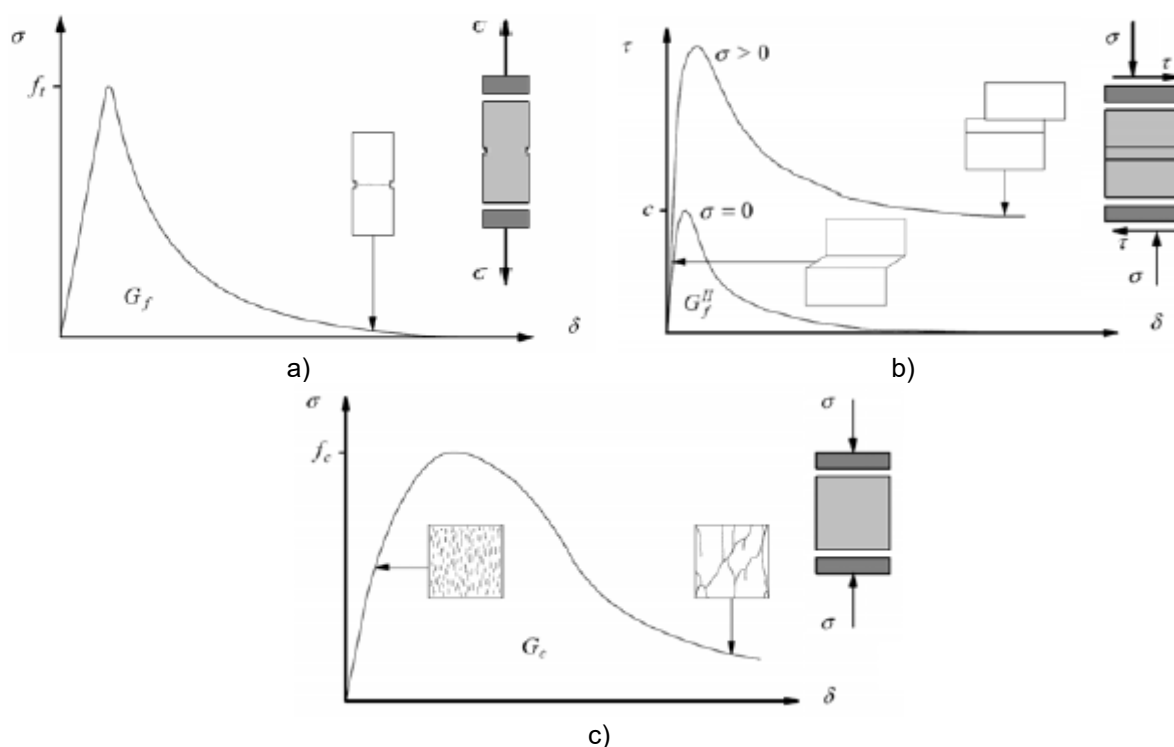 σ
f_t
G_f
δ
σ
σ
a)
τ
σ > 0
c
σ = 0
G_f^II
δ
σ
τ
τ
σ
b)
σ
f_c
G_c
δ
σ
σ
c)